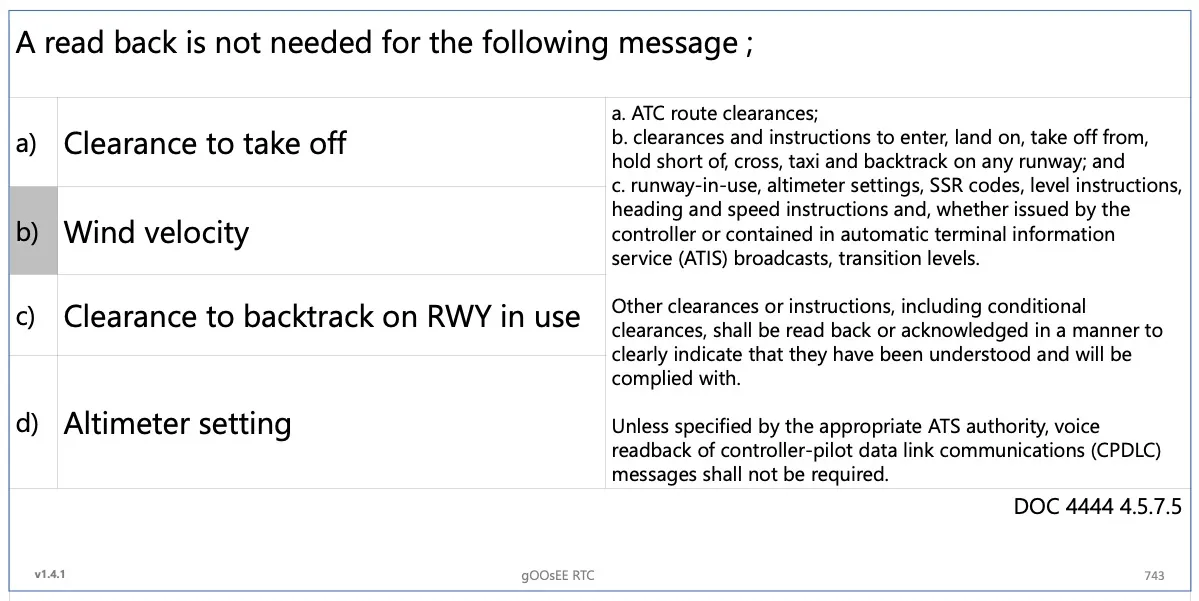 A read back is not needed for the following message ;
a) Clearance to take off
b) Wind velocity
c) Clearance to backtrack on RWY in use
d) Altimeter setting
a. ATC route clearances;
b. clearances and instructions to enter, land on, take off from,
hold short of, cross, taxi and backtrack on any runway; and
c. runway-in-use, altimeter settings, SSR codes, level instructions,
heading and speed instructions and, whether issued by the
controller or contained in automatic terminal information
service (ATIS) broadcasts, transition levels.
Other clearances or instructions, including conditional
clearances, shall be read back or acknowledged in a manner to
clearly indicate that they have been understood and will be
complied with.
Unless specified by the appropriate ATS authority, voice
readback of controller-pilot data link communications (CPDLC)
messages shall not be required.
DOC 4444 4.5.7.5
v1.4.1
gOOsEE RTC
743